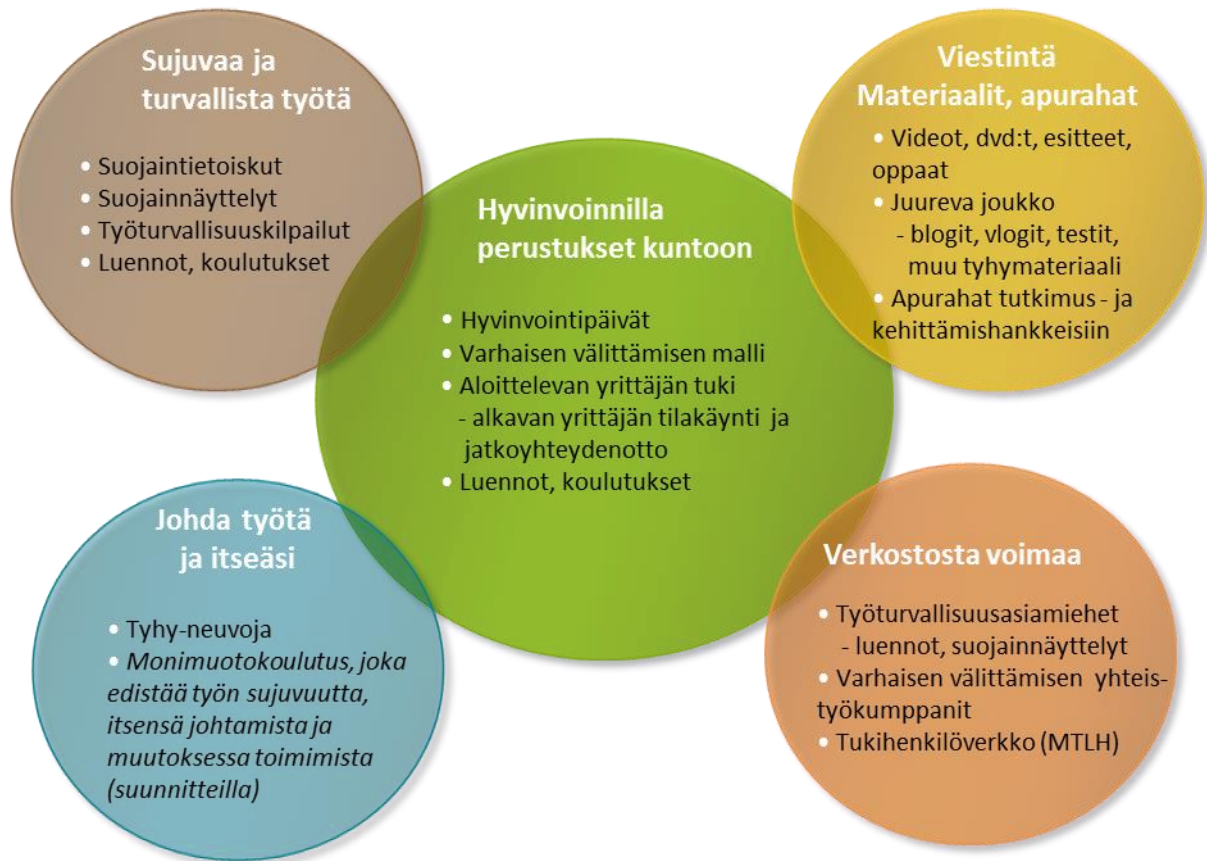 Sujuvaa ja
turvallista työtä
• Suojaintietoiskut
• Suojainnäyttelyt
• Työturvallisuuskilpailut
• Luennot, koulutukset
Viestintä
Materiaalit, apurahat
• Videot, dvd:t, esitteet,
oppaat
• Juureva joukko
- blogit, vlogit, testit,
muu tyhymateriaali
• Apurahat tutkimus - ja
kehittämishankkeisiin
Hyvinvoinnilla
perustukset kuntoon
• Hyvinvointipäivät
• Varhaisen välittämisen malli
• Aloittelevan yrittäjän tuki
- alkavan yrittäjän tilakäynti ja
jatkoyhteydenotto
• Luennot, koulutukset
Johda työtä
ja itseäsi
• Tyhy-neuvoja
• Monimuotokoulutus, joka
edistää työn sujuvuutta,
itsensä johtamista ja
muutoksessa toimimista
(suunnitteilla)
Verkostosta voimaa
• Työturvallisuusasiamiehet
- luennot, suojainnäyttelyt
• Varhaisen välittämisen yhteis-
työkumppanit
• Tukihenkilöverkko (MTLH)